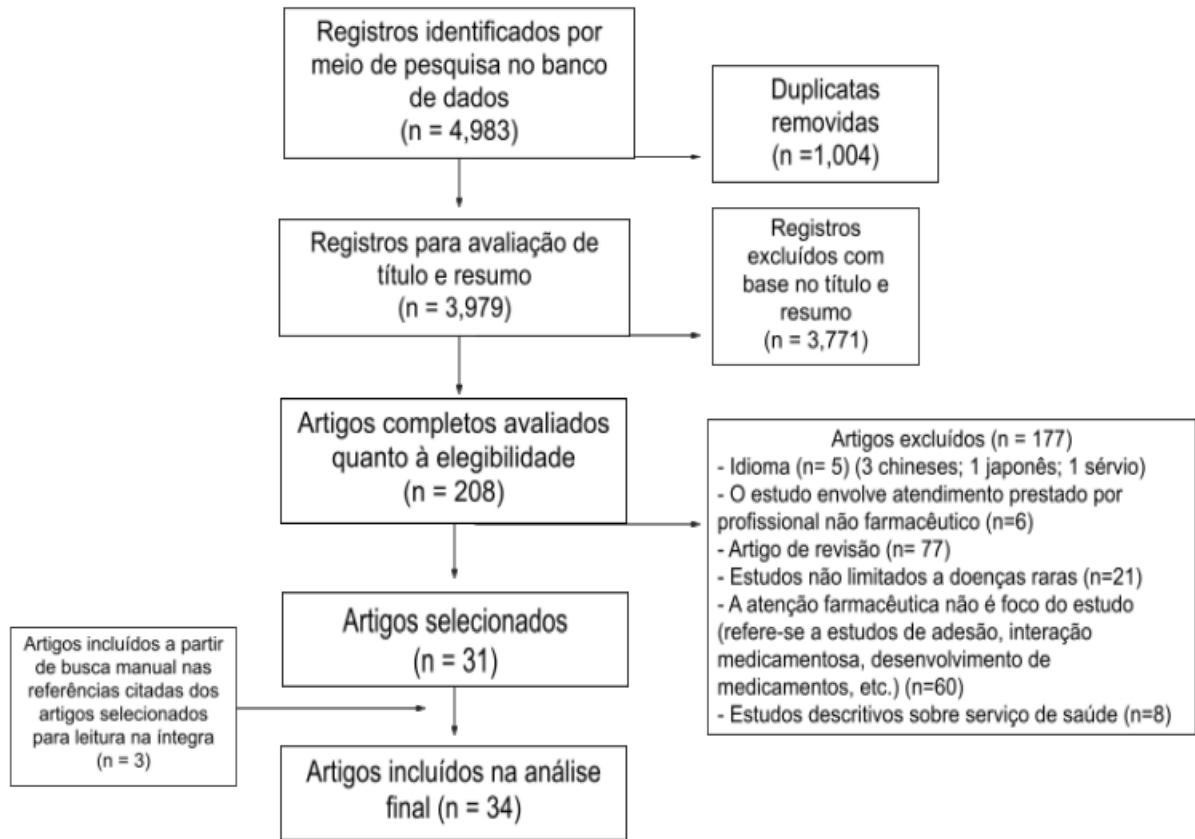 Registros identificados por
meio de pesquisa no banco
de dados
(n = 4,983)
Duplicatas
removidas
(n =1,004)
Registros para avaliação de
título e resumo
(n = 3,979)
Registros
excluídos com
base no título e
resumo
(n = 3,771)
Artigos completos avaliados
quanto à elegibilidade
(n = 208)
Artigos excluídos (n = 177)
- Idioma (n= 5) (3 chineses; 1 japonês; 1 sérvio)
- O estudo envolve atendimento prestado por
profissional não farmacêutico (n=6)
- Artigo de revisão (n= 77)
- Estudos não limitados a doenças raras (n=21)
- A atenção farmacêutica não é foco do estudo
(refere-se a estudos de adesão, interação
medicamentosa, desenvolvimento de
medicamentos, etc.) (n=60)
- Estudos descritivos sobre serviço de saúde (n=8)
Artigos selecionados
(n = 31)
Artigos incluídos a partir
de busca manual nas
referências citadas dos
artigos selecionados
para leitura na íntegra
(n = 3)
Artigos incluídos na análise
final (n = 34)